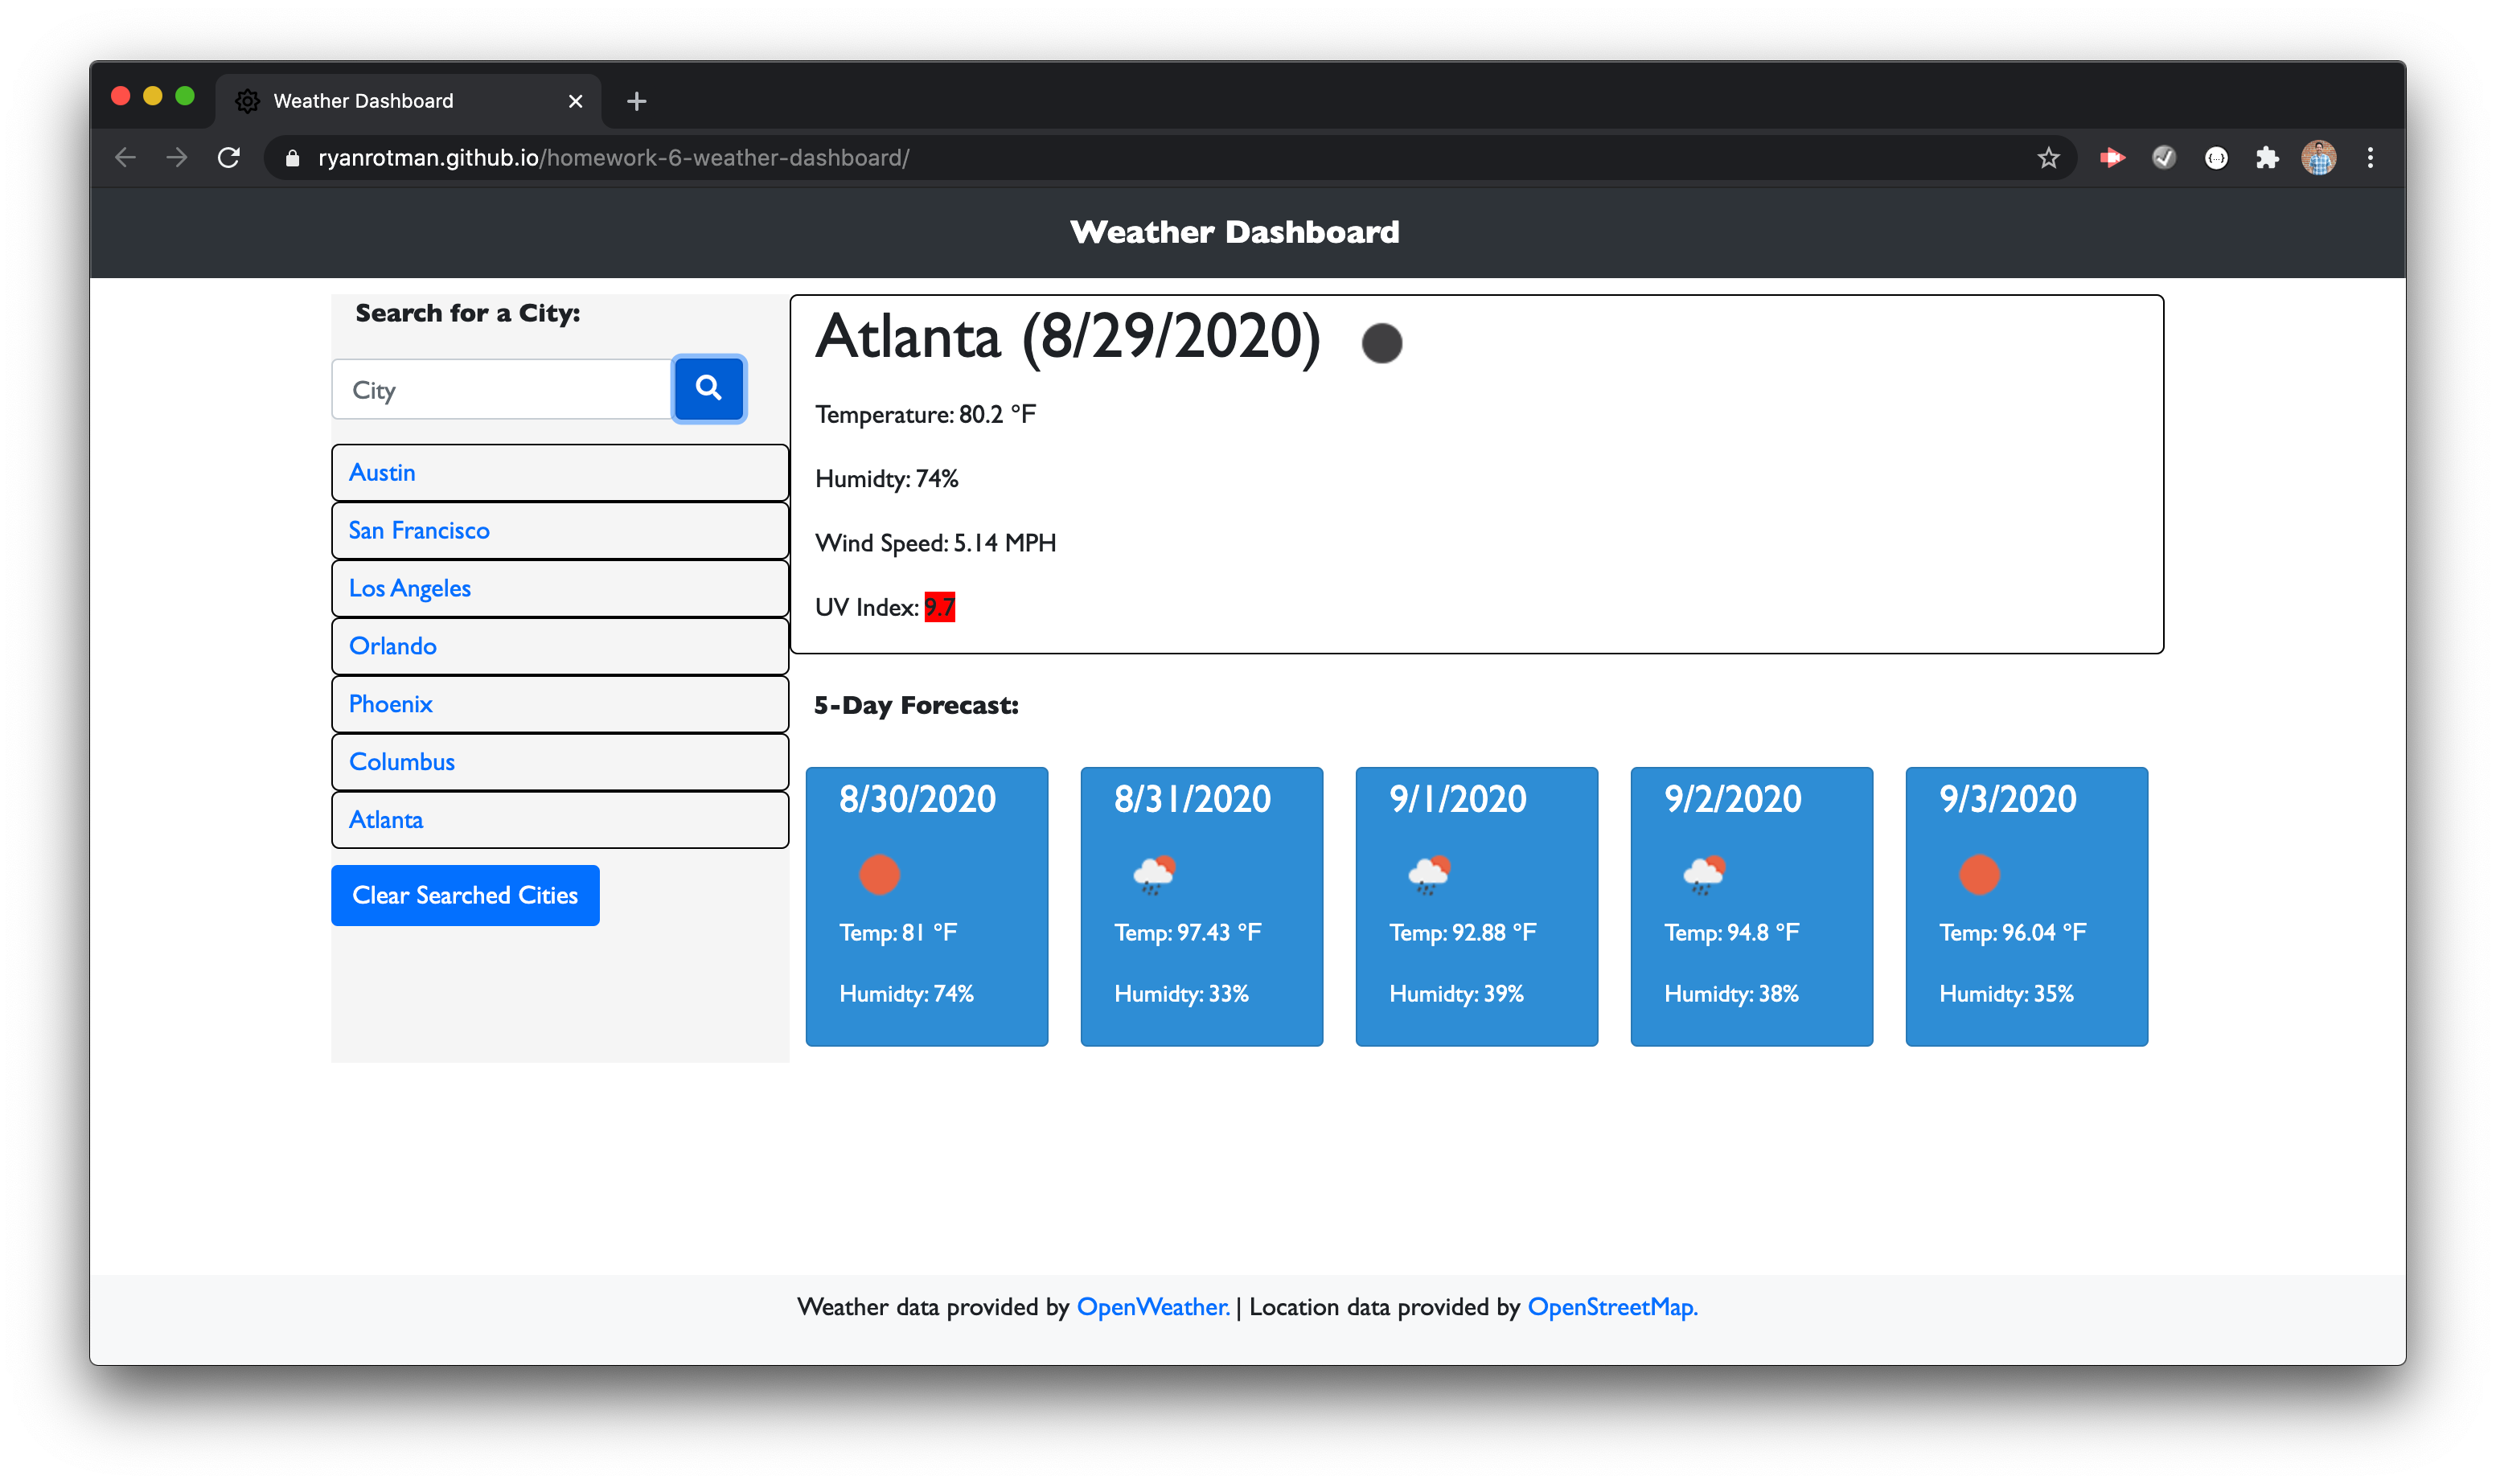 Weather Dashboard
ryanrotman.github.io/homework-6-weather-dashboard/
Weather Dashboard
Search for a City:
City
Austin
San Francisco
Los Angeles
Orlando
Phoenix
Columbus
Atlanta
Clear Searched Cities
Atlanta (8/29/2020)
Temperature: 80.2 °F
Humidty: 74%
Wind Speed: 5.14 MPH
UV Index: 9.7
5-Day Forecast:
8/30/2020
Temp: 81 °F
Humidty: 74%
8/31/2020
Temp: 97.43 °F
Humidty: 33%
9/1/2020
Temp: 92.88 °F
Humidty: 39%
9/2/2020
Temp: 94.8 °F
Humidty: 38%
9/3/2020
Temp: 96.04 °F
Humidty: 35%
Weather data provided by OpenWeather. | Location data provided by OpenStreetMap.